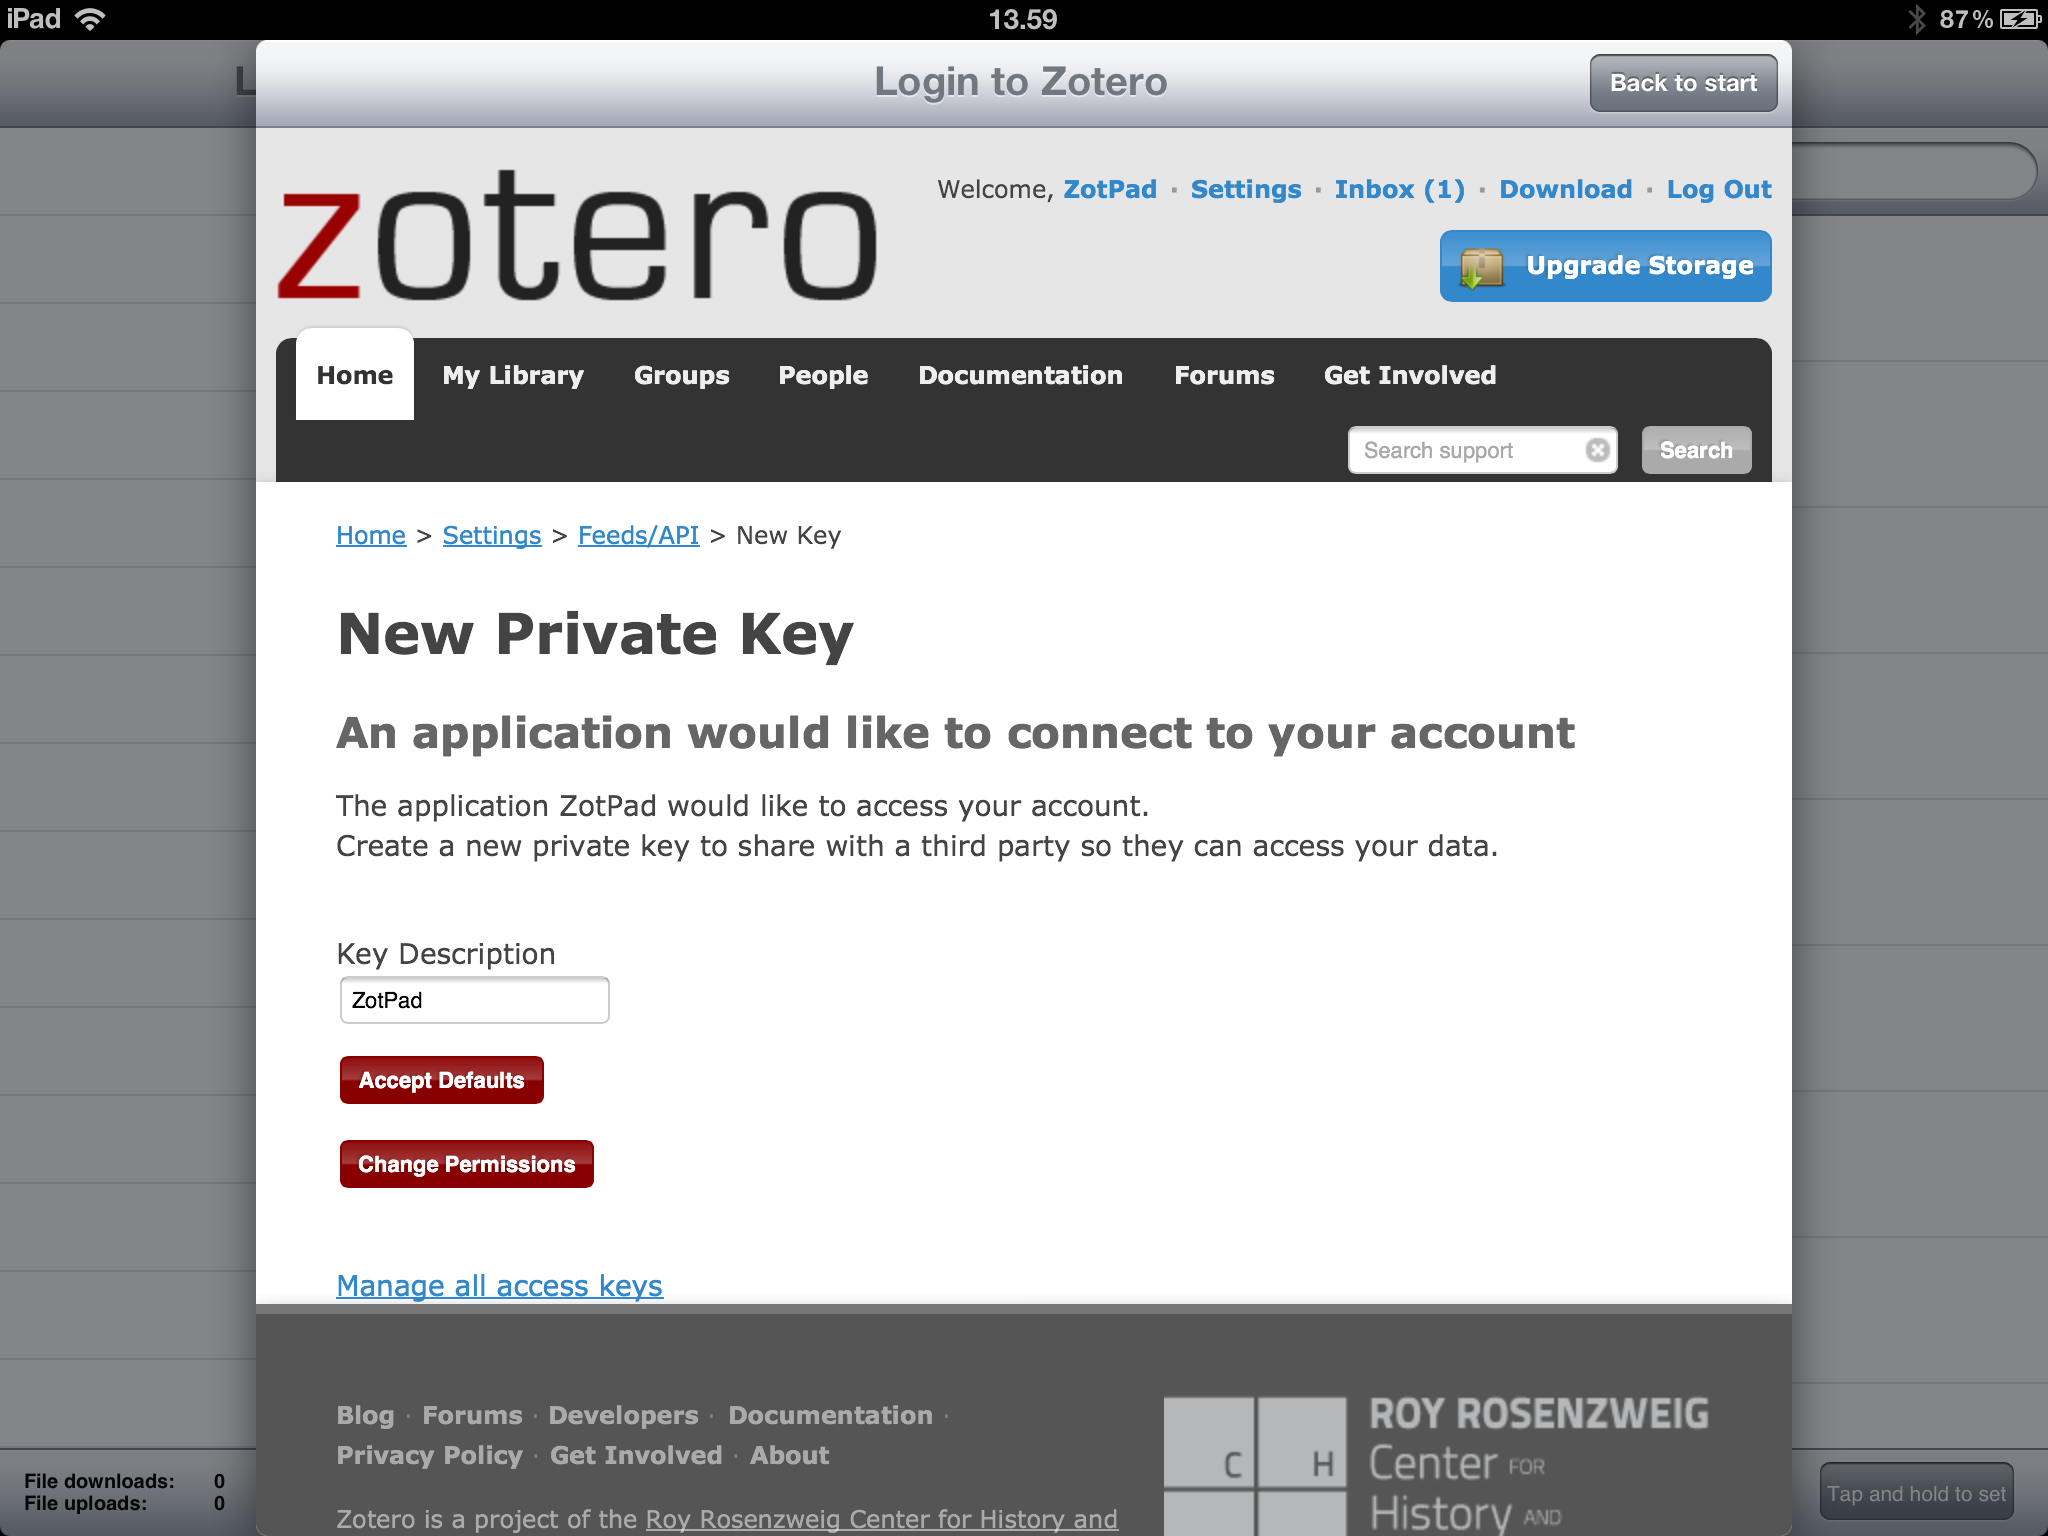 iPad 13.59 87%
L
Login to Zotero
Back to start
zotero
Welcome, ZotPad · Settings · Inbox (1) · Download · Log Out
Upgrade Storage
Home My Library Groups People Documentation Forums Get Involved
Search support
Search
Home > Settings > Feeds/API > New Key
New Private Key
An application would like to connect to your account
The application ZotPad would like to access your account.
Create a new private key to share with a third party so they can access your data.
Key Description
ZotPad
Accept Defaults
Change Permissions
Manage all access keys
Blog · Forums · Developers · Documentation ·
Privacy Policy · Get Involved · About
Zotero is a project of the Roy Rosenzweig Center for History and
C H
ROY ROSENZWEIG
Center FOR
History AND
File downloads: 0
File uploads: 0
Tap and hold to set